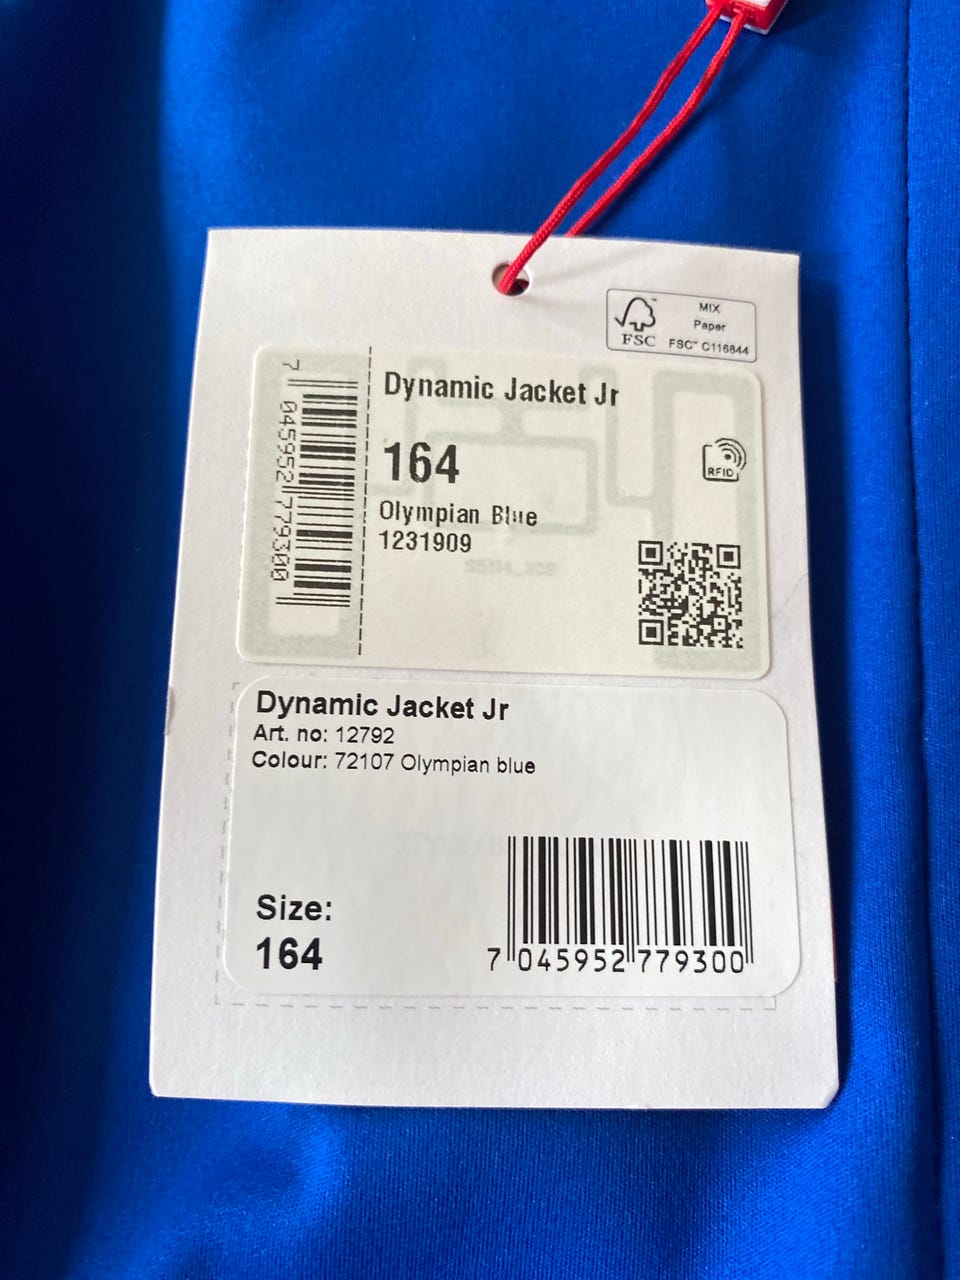 MIX
Paper
FSC™ C116844
FSC
Dynamic Jacket Jr
164
RFID
Olympian Blue
1231909
7 045952 779300
Dynamic Jacket Jr
Art. no: 12792
Colour: 72107 Olympian blue
Size:
164
7 045952 779300